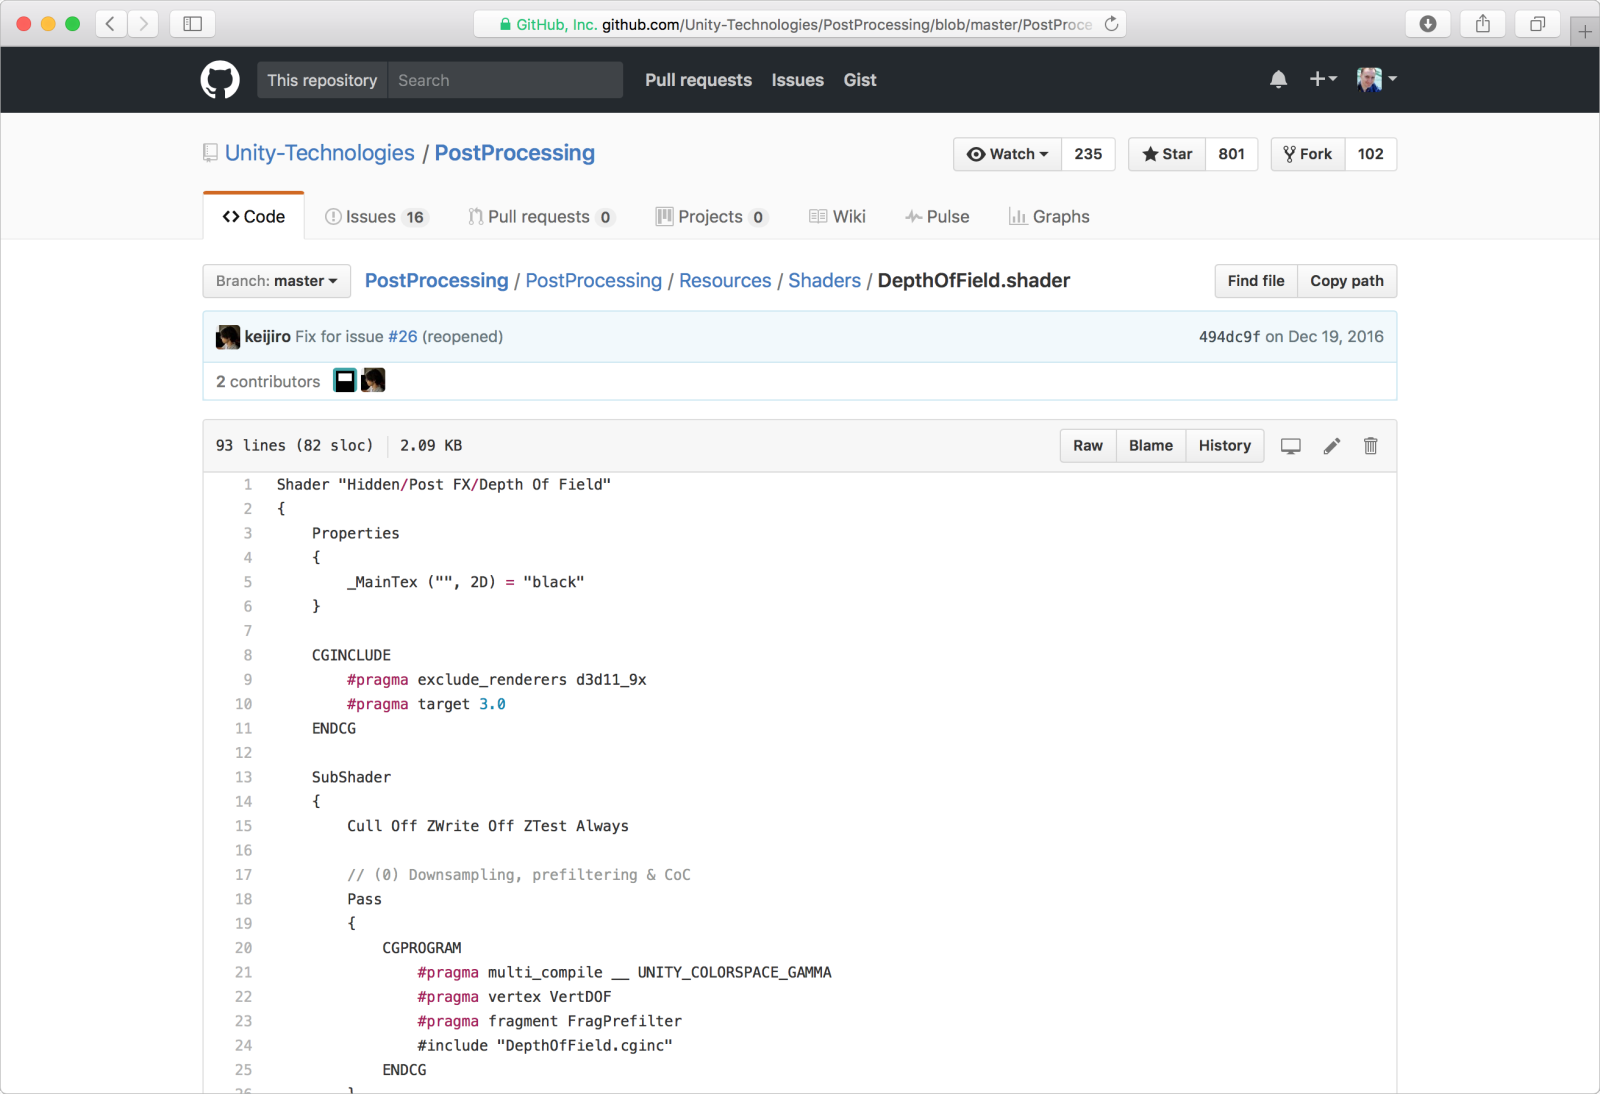 GitHub, Inc. github.com/Unity-Technologies/PostProcessing/blob/master/PostProce
This repository Search Pull requests Issues Gist
Unity-Technologies / PostProcessing Watch 235 Star 801 Fork 102
Code Issues 16 Pull requests 0 Projects 0 Wiki Pulse Graphs
Branch: master PostProcessing / PostProcessing / Resources / Shaders / DepthOfField.shader Find file Copy path
keijiro Fix for issue #26 (reopened) 494dc9f on Dec 19, 2016
2 contributors
93 lines (82 sloc) 2.09 KB Raw Blame History
1 Shader "Hidden/Post FX/Depth Of Field"
2 {
3 Properties
4 {
5 _MainTex ("", 2D) = "black"
6 }
7
8 CGINCLUDE
9 #pragma exclude_renderers d3d11_9x
10 #pragma target 3.0
11 ENDCG
12
13 SubShader
14 {
15 Cull Off ZWrite Off ZTest Always
16
17 // (0) Downsampling, prefiltering & CoC
18 Pass
19 {
20 CGPROGRAM
21 #pragma multi_compile __ UNITY_COLORSPACE_GAMMA
22 #pragma vertex VertDOF
23 #pragma fragment FragPrefilter
24 #include "DepthOfField.cginc"
25 ENDCG
26 }